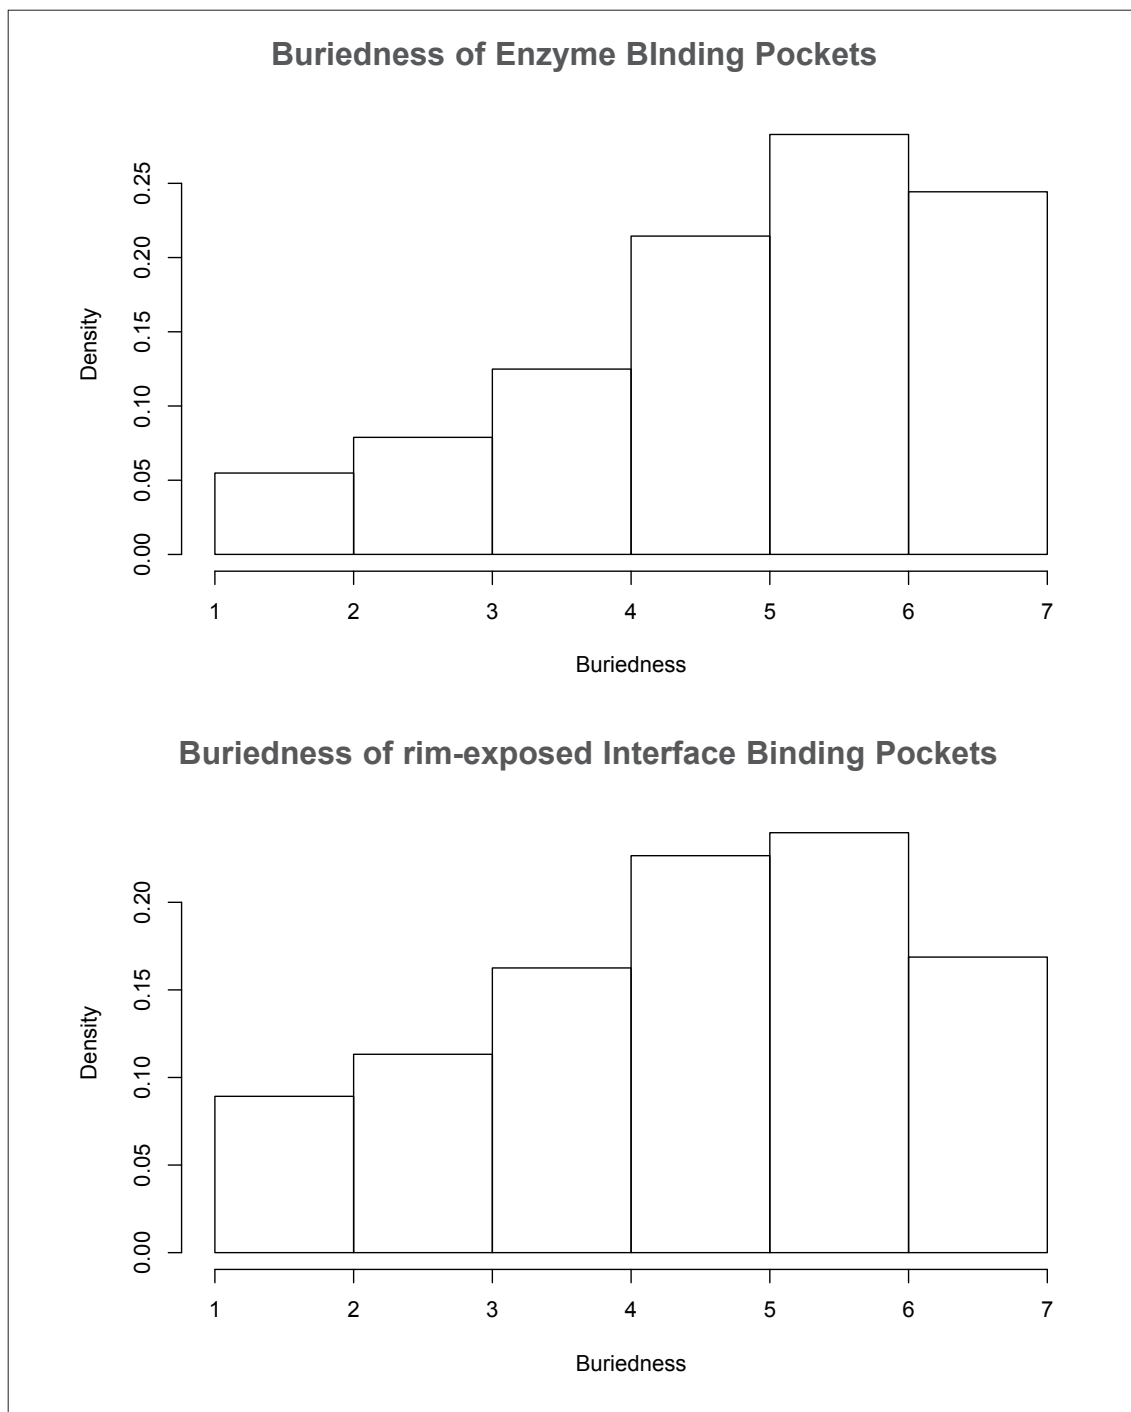 Buriedness of Enzyme BInding Pockets
0.25
0.20
0.15
0.10
0.05
0.00
Density
1 2 3 4 5 6 7
Buriedness
Buriedness of rim-exposed Interface Binding Pockets
0.20
0.15
0.10
0.05
0.00
Density
1 2 3 4 5 6 7
Buriedness